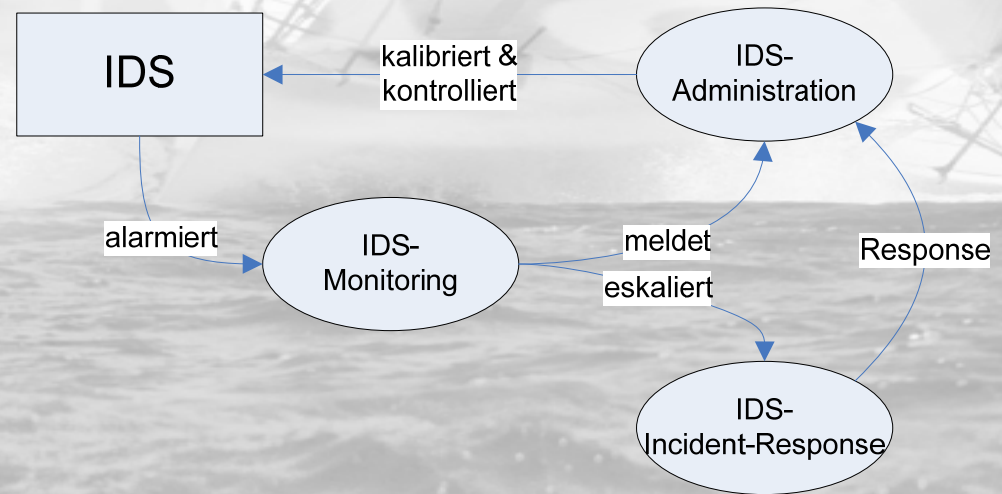 IDS
kalibriert &
kontrolliert
IDS-
Administration
alarmiert
IDS-
Monitoring
meldet
eskaliert
Response
IDS-
Incident-Response